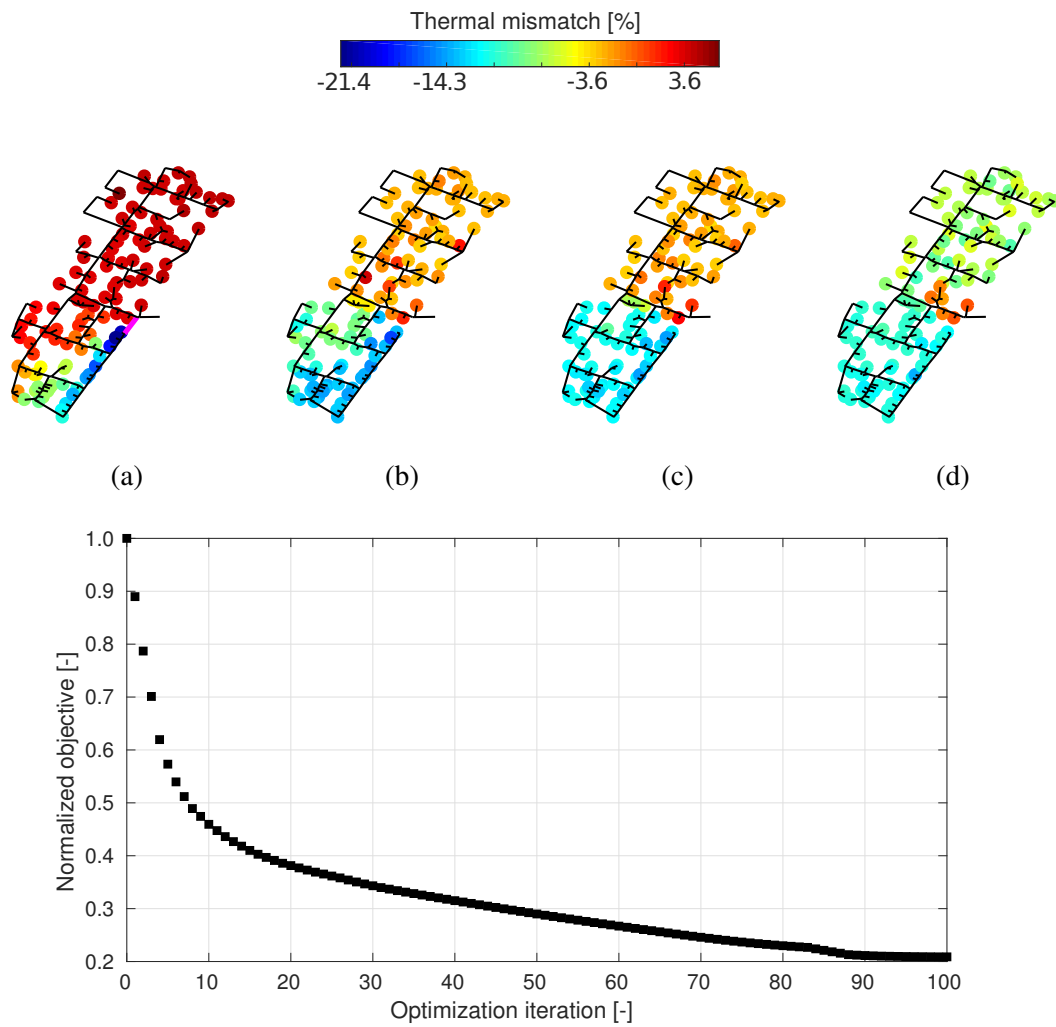 Thermal mismatch [%]
-21.4 -14.3 -3.6 3.6
(a) (b) (c) (d)
1.0
0.9
0.8
0.7
0.6
0.5
0.4
0.3
0.2
Normalized objective [-]
0 10 20 30 40 50 60 70 80 90 100
Optimization iteration [-]